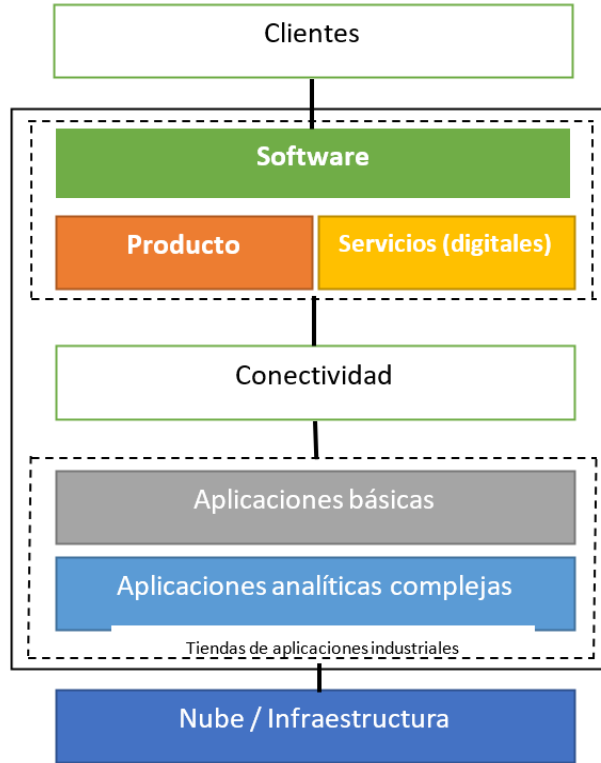 Clientes
Software
Producto
Servicios (digitales)
Conectividad
Aplicaciones básicas
Aplicaciones analíticas complejas
Tiendas de aplicaciones industriales
Nube / Infraestructura